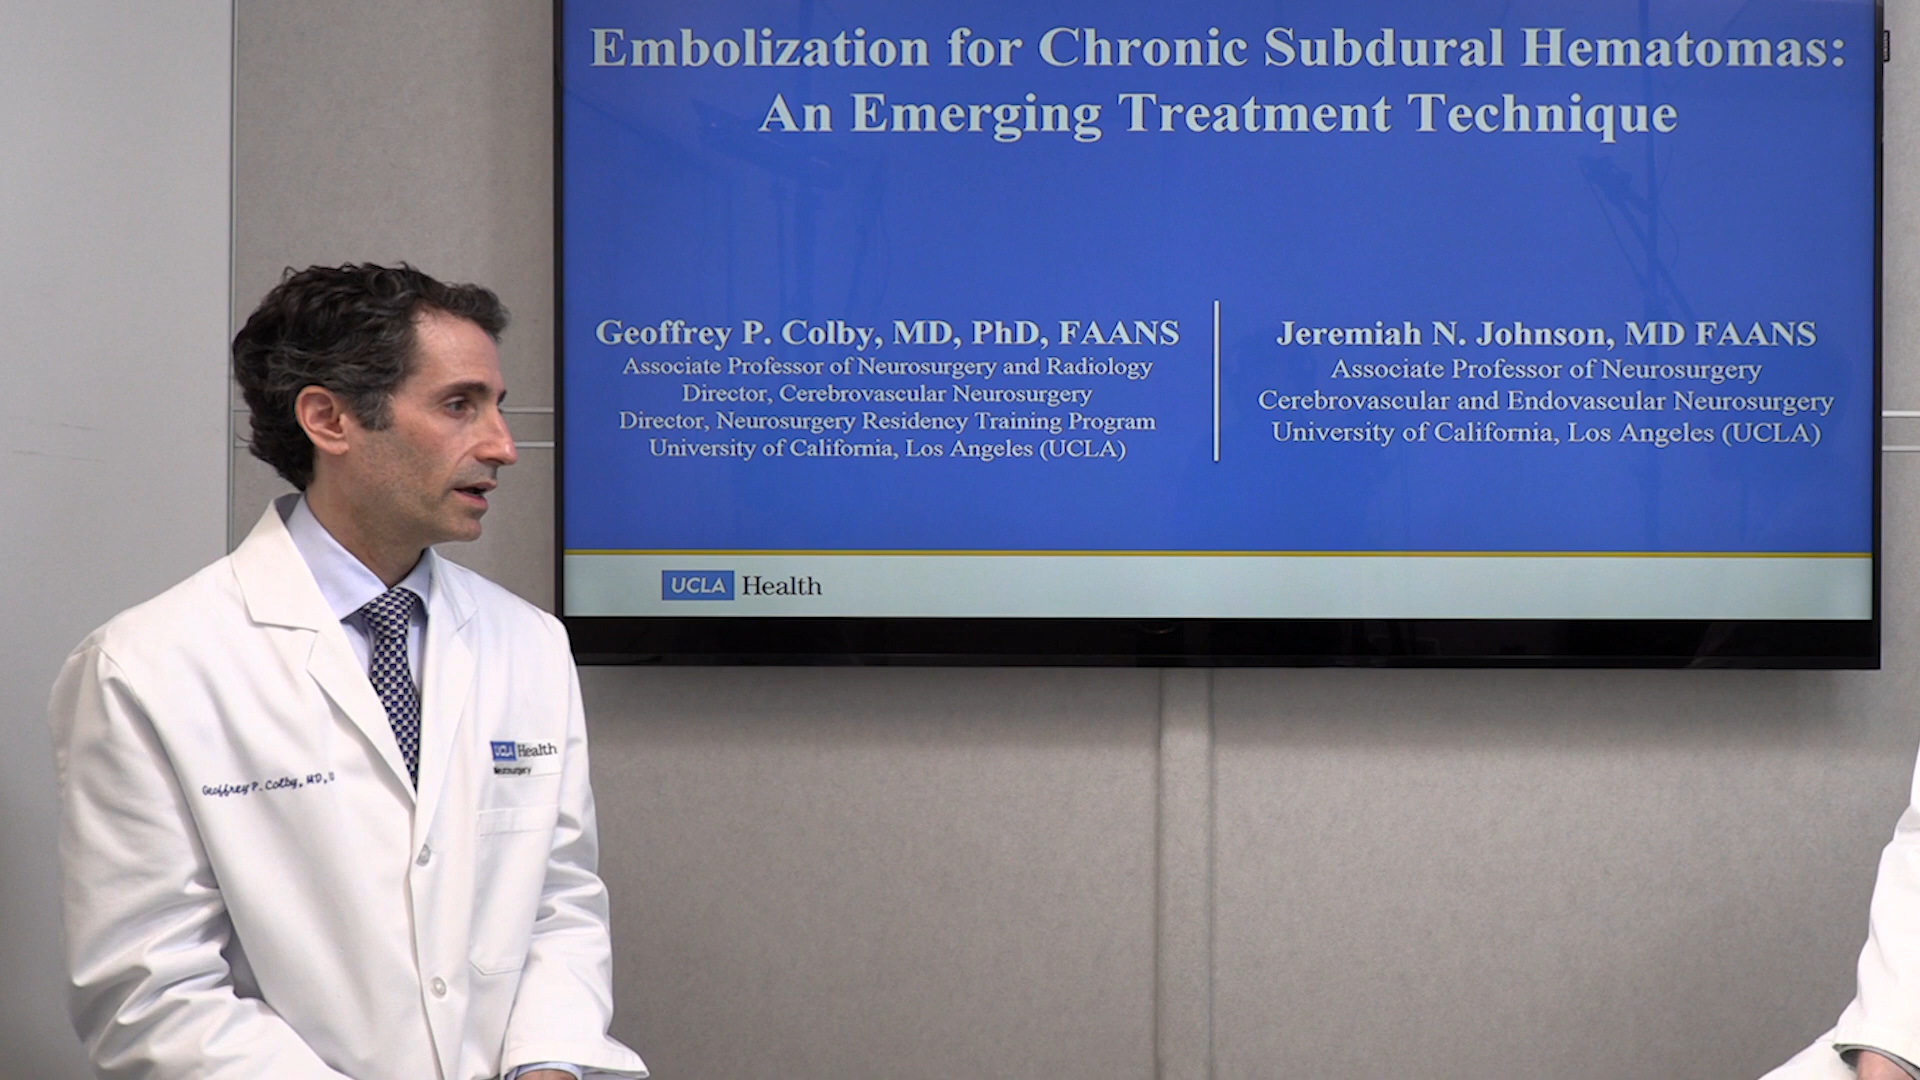 Embolization for Chronic Subdural Hematomas:
An Emerging Treatment Technique
Geoffrey P. Colby, MD, PhD, FAANS
Associate Professor of Neurosurgery and Radiology
Director, Cerebrovascular Neurosurgery
Director, Neurosurgery Residency Training Program
University of California, Los Angeles (UCLA)
Jeremiah N. Johnson, MD FAANS
Associate Professor of Neurosurgery
Cerebrovascular and Endovascular Neurosurgery
University of California, Los Angeles (UCLA)
UCLA Health
Geoffrey P. Colby, MD,
UCLA Health
Neurosurgery